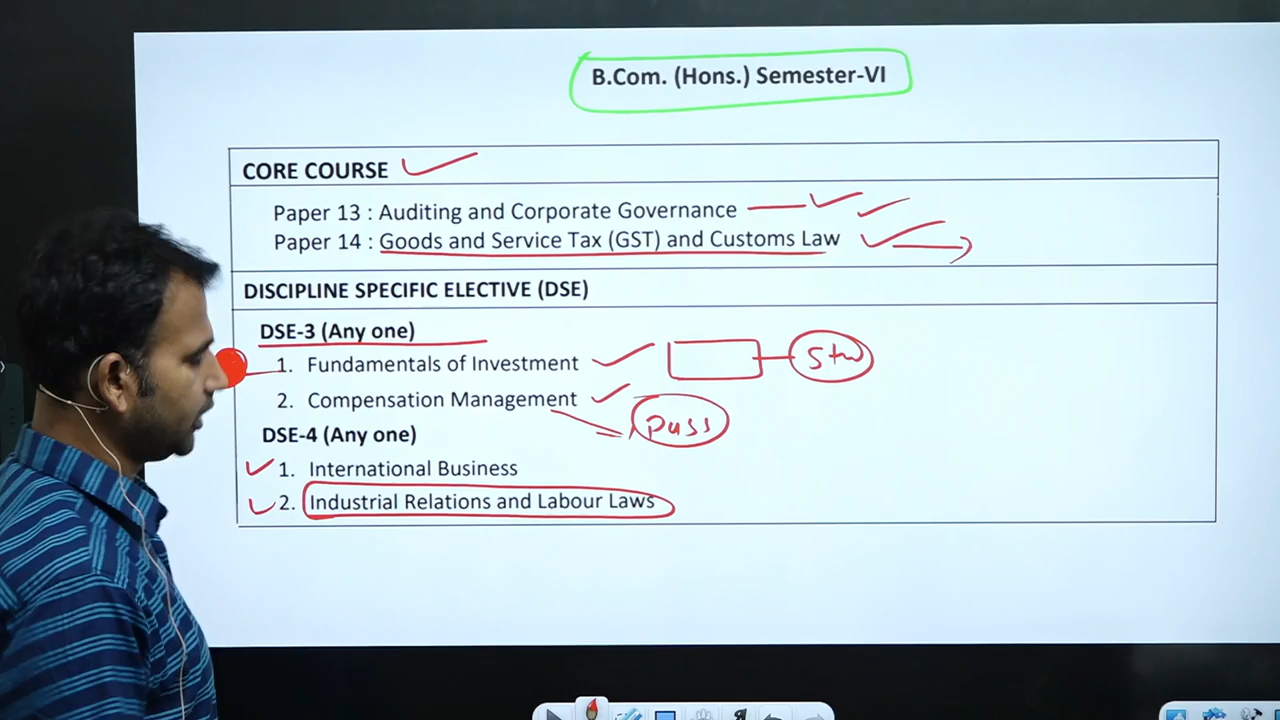 B.Com. (Hons.) Semester-VI
CORE COURSE
Paper 13 : Auditing and Corporate Governance
Paper 14 : Goods and Service Tax (GST) and Customs Law
DISCIPLINE SPECIFIC ELECTIVE (DSE)
DSE-3 (Any one)
1. Fundamentals of Investment
2. Compensation Management
Pass
DSE-4 (Any one)
1. International Business
2. Industrial Relations and Labour Laws